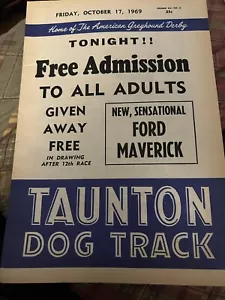 FRIDAY, OCTOBER 17, 1969
25c
Home of The American Greyhound Derby
TONIGHT!!
Free Admission
TO ALL ADULTS
GIVEN
AWAY
FREE
IN DRAWING
AFTER 12th RACE
NEW, SENSATIONAL
FORD
MAVERICK
TAUNTON
DOG TRACK